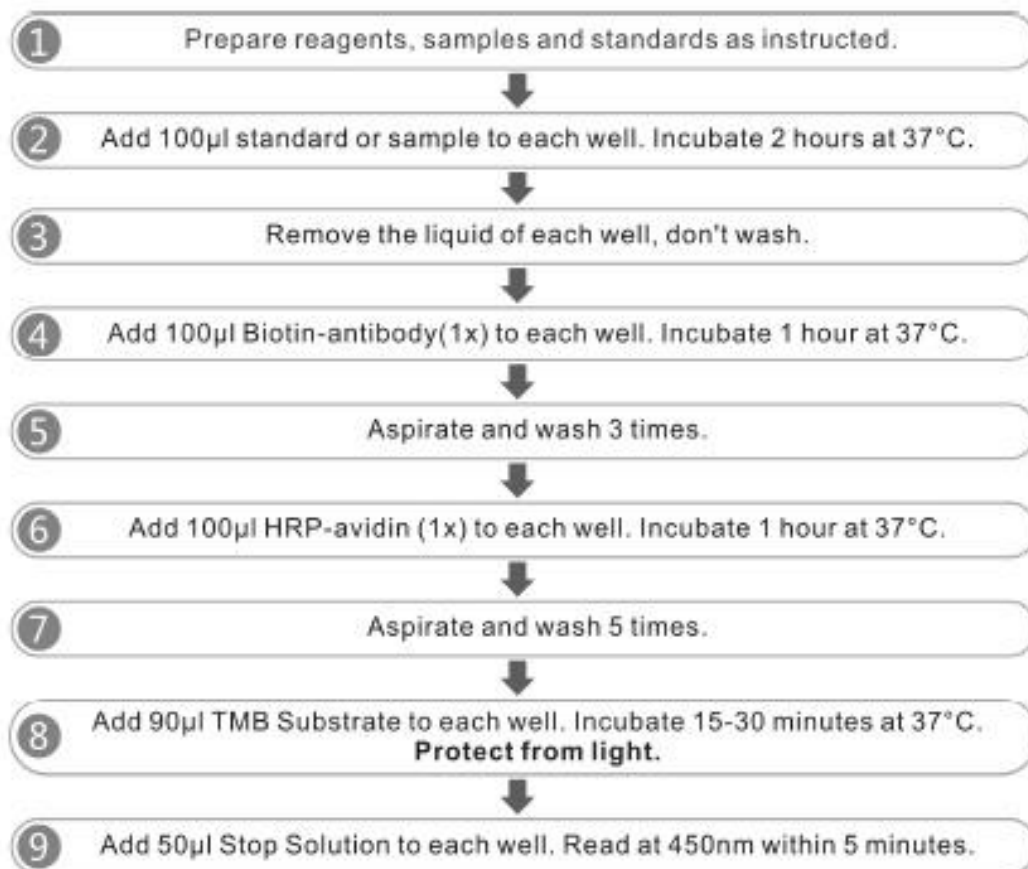 1 Prepare reagents, samples and standards as instructed.
2 Add 100μl standard or sample to each well. Incubate 2 hours at 37°C.
3 Remove the liquid of each well, don't wash.
4 Add 100μl Biotin-antibody(1x) to each well. Incubate 1 hour at 37°C.
5 Aspirate and wash 3 times.
6 Add 100μl HRP-avidin (1x) to each well. Incubate 1 hour at 37°C.
7 Aspirate and wash 5 times.
8 Add 90μl TMB Substrate to each well. Incubate 15-30 minutes at 37°C.
Protect from light.
9 Add 50μl Stop Solution to each well. Read at 450nm within 5 minutes.